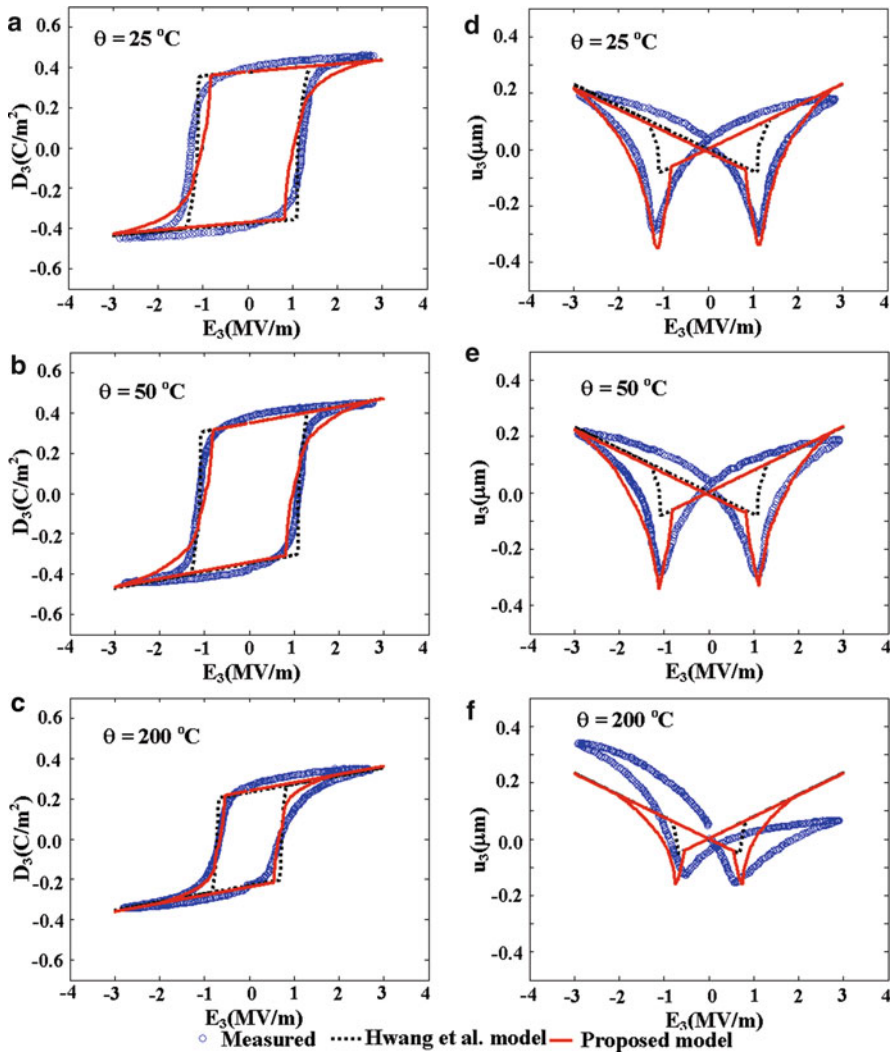 a
θ = 25 °C
D₃(C/m²)
0.6
0.4
0.2
0.0
-0.2
-0.4
-0.6
-4 -3 -2 -1 0 1 2 3 4
E₃(MV/m)
d
θ = 25 °C
u₃(μm)
0.4
0.2
0.0
-0.2
-0.4
-4 -3 -2 -1 0 1 2 3 4
E₃(MV/m)
b
θ = 50 °C
D₃(C/m²)
0.6
0.4
0.2
0.0
-0.2
-0.4
-0.6
-4 -3 -2 -1 0 1 2 3 4
E₃(MV/m)
e
θ = 50 °C
u₃(μm)
0.4
0.2
0.0
-0.2
-0.4
-4 -3 -2 -1 0 1 2 3 4
E₃(MV/m)
c
θ = 200 °C
D₃(C/m²)
0.6
0.4
0.2
0.0
-0.2
-0.4
-0.6
-4 -3 -2 -1 0 1 2 3 4
E₃(MV/m)
f
θ = 200 °C
u₃(μm)
0.4
0.2
0.0
-0.2
-0.4
-4 -3 -2 -1 0 1 2 3 4
E₃(MV/m)
Measured Hwang et al. model Proposed model